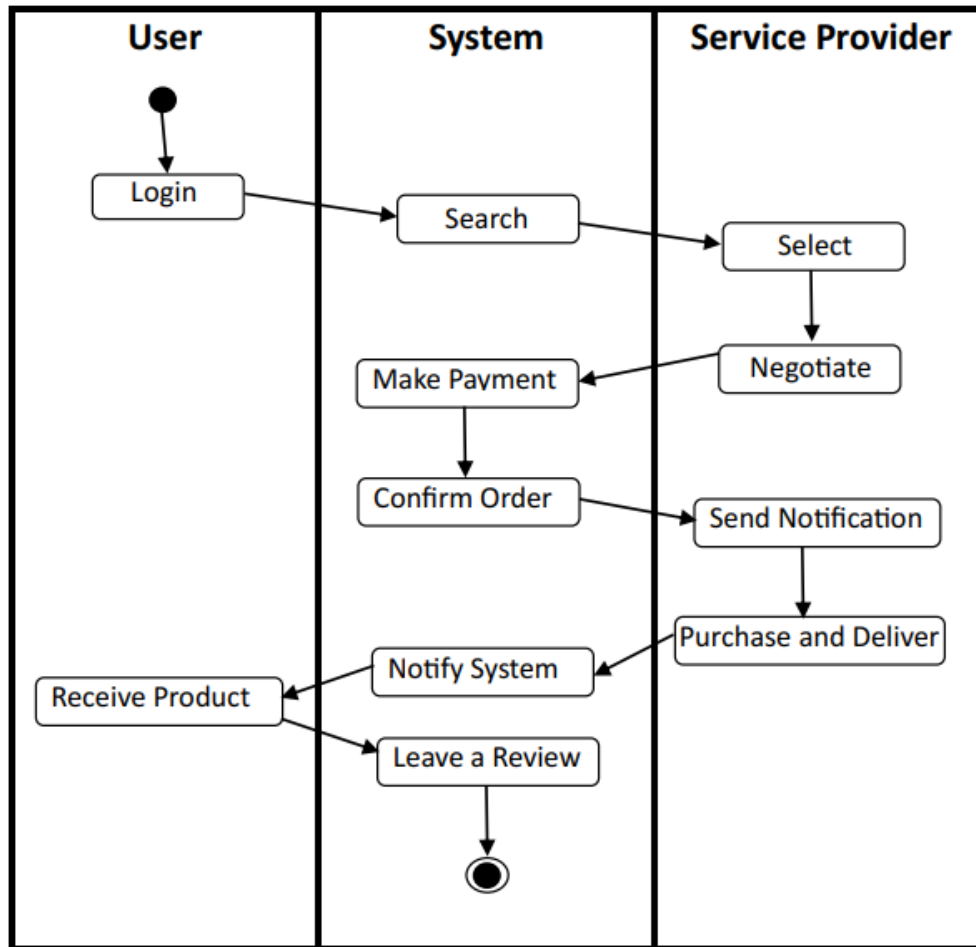 User
System
Service Provider
Login
Search
Select
Make Payment
Negotiate
Confirm Order
Send Notification
Purchase and Deliver
Notify System
Receive Product
Leave a Review